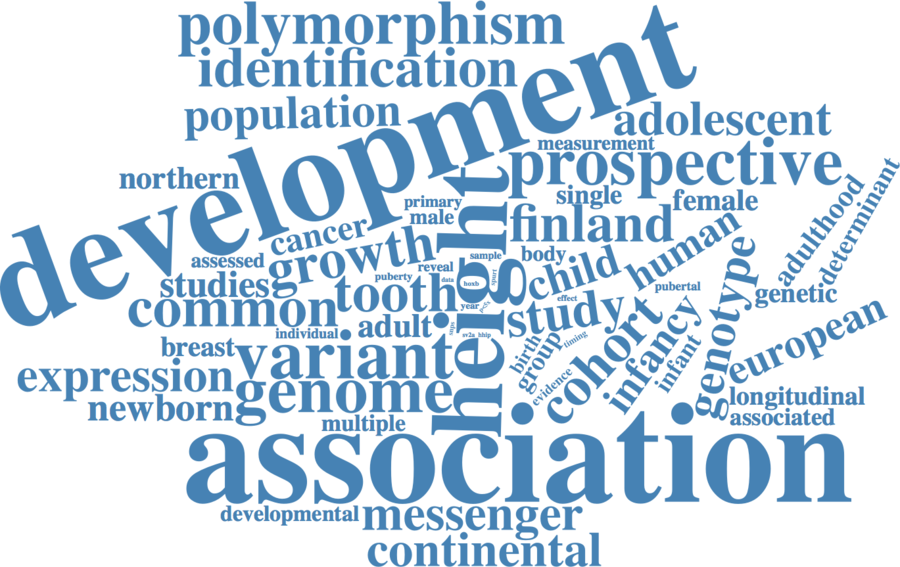 polymorphism
identification
development
population
adolescent
measurement
prospective
northern
single
female
primary
male
finland
cancer
growth
height
human
adulthood
determinant
assessed
studies
reveal
sample
body
child
puberty
data
hoxb
tooth
common
year
effect
pubertal
genetic
genotype
study
adult
individual
sv2a
hhip
timing
cohort
infancy
infant
european
breast
variant
birth
group
evidence
expression
genome
newborn
multiple
longitudinal
associated
association
developmental
messenger
continental